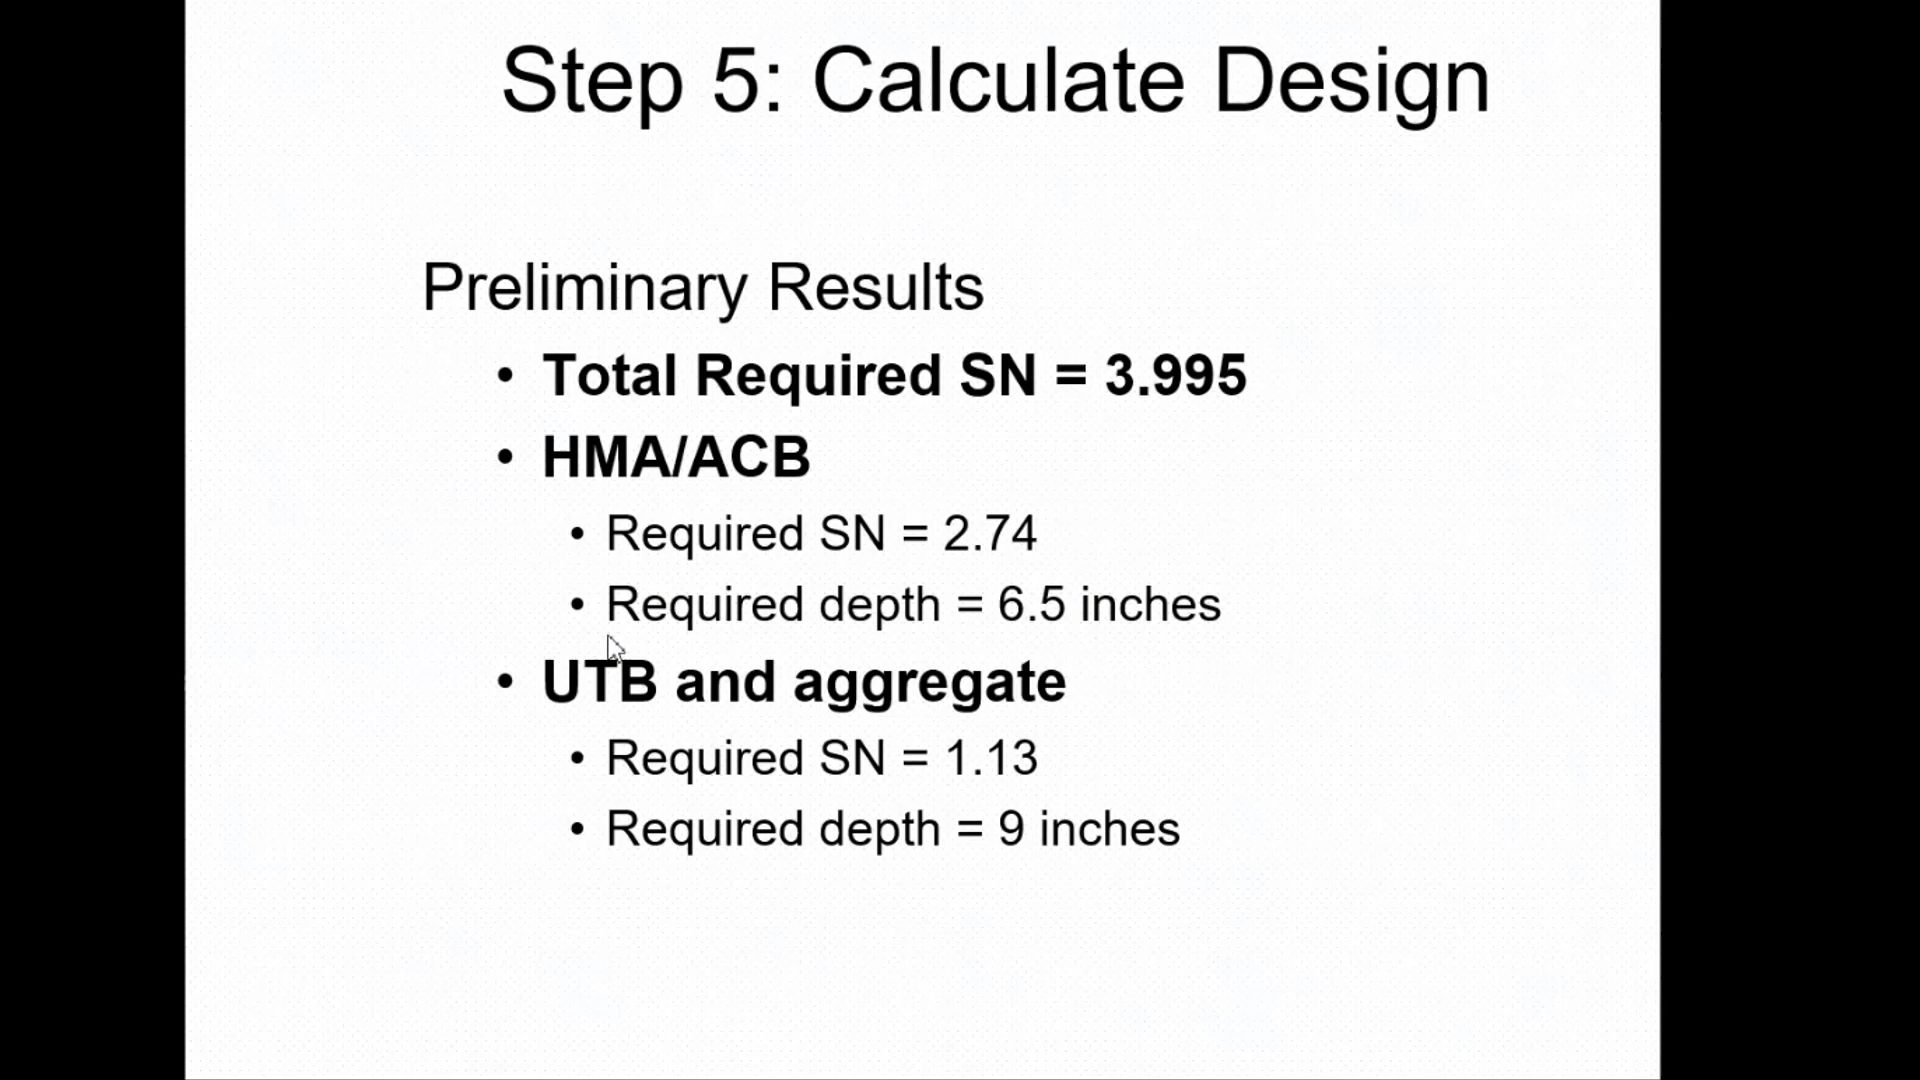 Step 5: Calculate Design
Preliminary Results
• Total Required SN = 3.995
• HMA/ACB
• Required SN = 2.74
• Required depth = 6.5 inches
• UTB and aggregate
• Required SN = 1.13
• Required depth = 9 inches